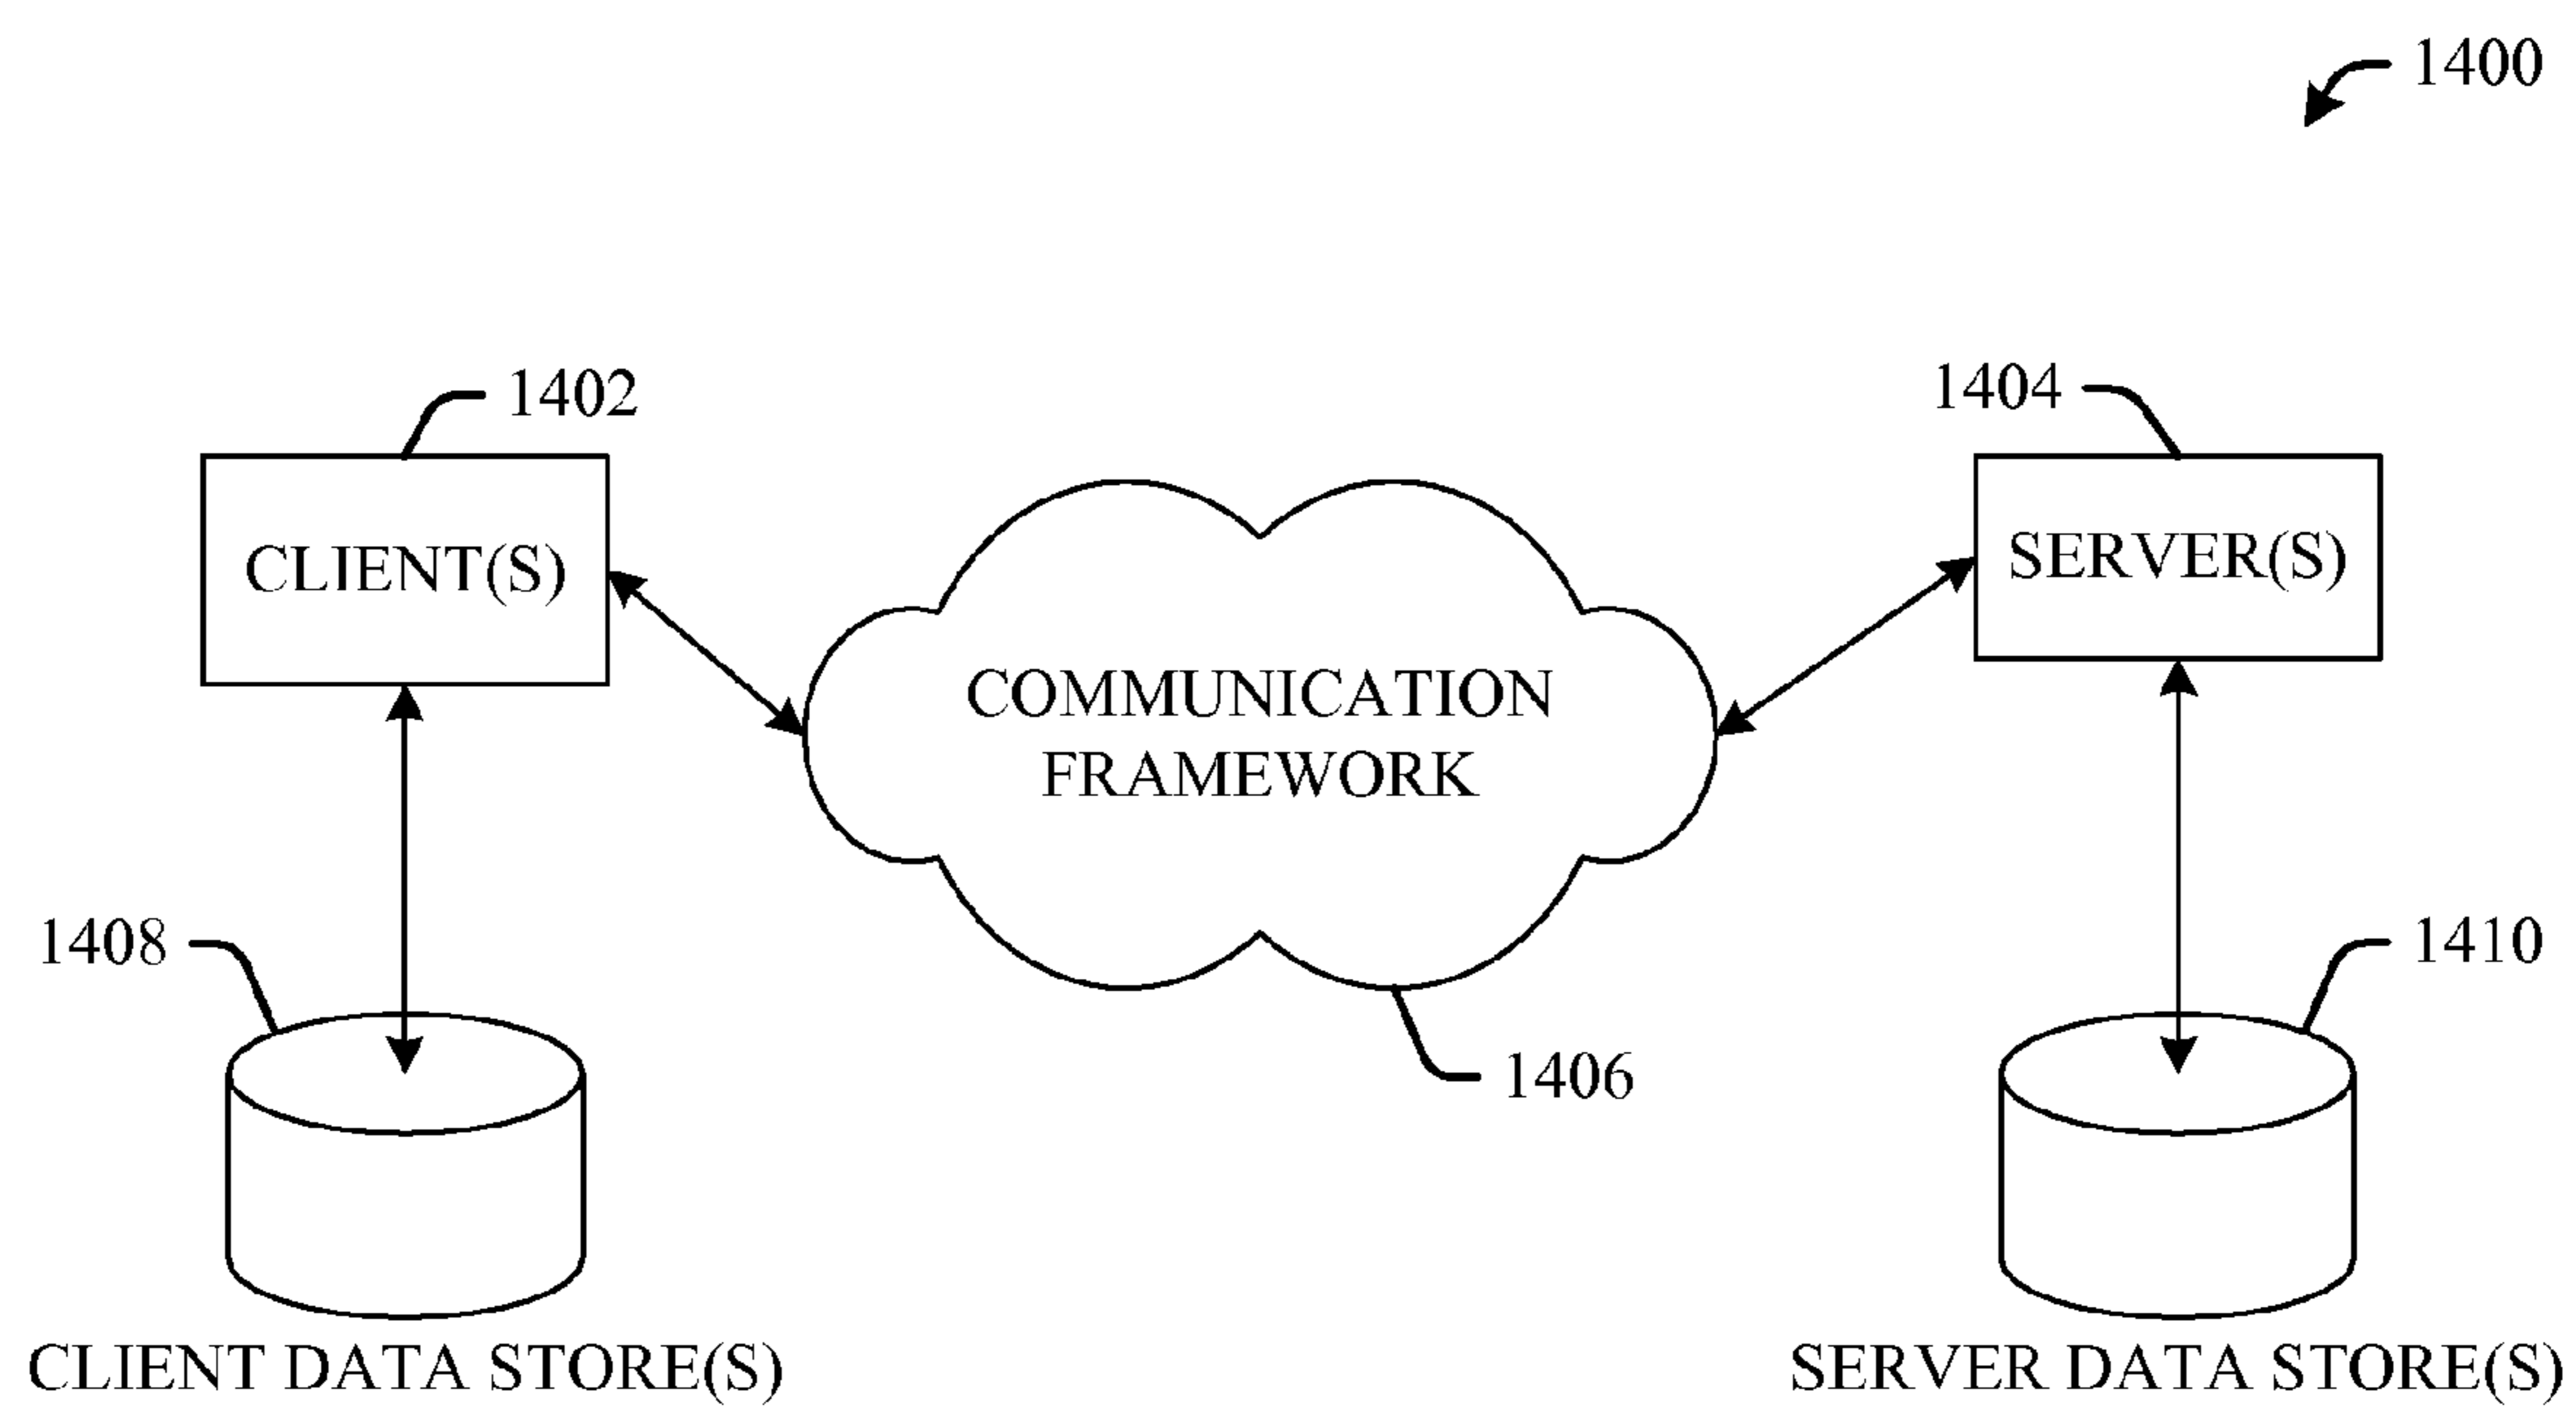 1400
1402
1404
CLIENT(S)
SERVER(S)
COMMUNICATION
FRAMEWORK
1408
1410
1406
CLIENT DATA STORE(S)
SERVER DATA STORE(S)